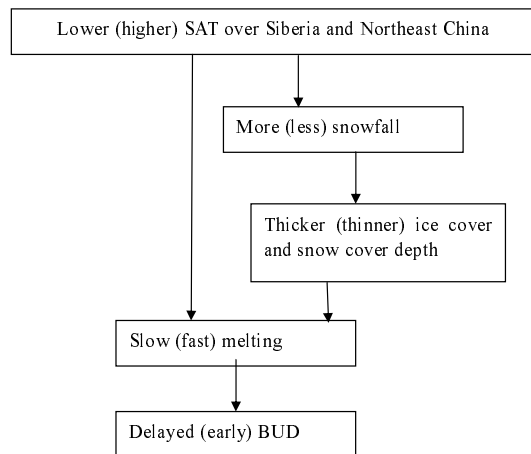 Lower (higher) SAT over Siberia and Northeast China
More (less) snowfall
Thicker (thinner) ice cover
and snow cover depth
Slow (fast) melting
Delayed (early) BUD